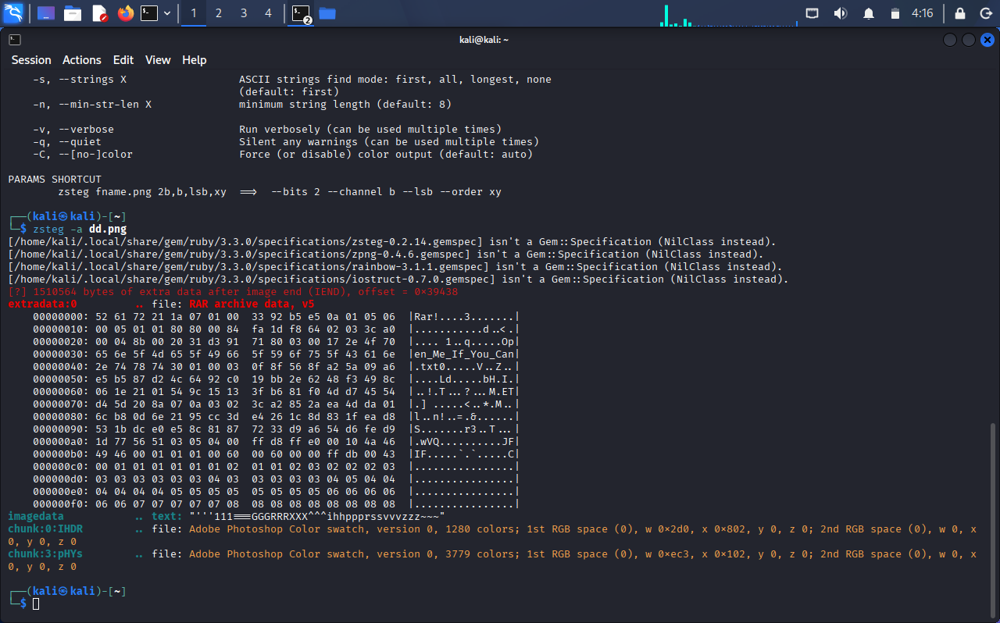 1 2 3 4 2 4:16
kali@kali: ~
Session Actions Edit View Help
-s, --strings X ASCII strings find mode: first, all, longest, none
(default: first)
-n, --min-str-len X minimum string length (default: 8)
-v, --verbose Run verbosely (can be used multiple times)
-q, --quiet Silent any warnings (can be used multiple times)
-C, --[no-]color Force (or disable) color output (default: auto)
PARAMS SHORTCUT
zsteg fname.png 2b,b,lsb,xy ==> --bits 2 --channel b --lsb --order xy
┌──(kali㉿kali)-[~]
└─$ zsteg -a dd.png
[/home/kali/.local/share/gem/ruby/3.3.0/specifications/zsteg-0.2.14.gemspec] isn't a Gem::Specification (NilClass instead).
[/home/kali/.local/share/gem/ruby/3.3.0/specifications/zpng-0.4.6.gemspec] isn't a Gem::Specification (NilClass instead).
[/home/kali/.local/share/gem/ruby/3.3.0/specifications/rainbow-3.1.1.gemspec] isn't a Gem::Specification (NilClass instead).
[/home/kali/.local/share/gem/ruby/3.3.0/specifications/iostruct-0.7.0.gemspec] isn't a Gem::Specification (NilClass instead).
[?] 1510564 bytes of extra data after image end (IEND), offset = 0x39438
extradata:0 .. file: RAR archive data, v5
00000000: 52 61 72 21 1a 07 01 00 33 92 b5 e5 0a 01 05 06 |Rar!....3.......|
00000010: 00 05 01 01 80 80 00 84 fa 1d f8 64 02 03 3c a0 |...........d..<.|
00000020: 00 04 8b 00 20 31 d3 91 71 80 03 00 17 2e 4f 70 |.... 1..q.....Op|
00000030: 65 6e 5f 4d 65 5f 49 66 5f 59 6f 75 5f 43 61 6e |en_Me_If_You_Can|
00000040: 2e 74 78 74 30 01 00 03 0f 8f 56 8f a2 5a 09 a6 |.txt0.....V..Z..|
00000050: e5 b5 87 d2 4c 64 92 c0 19 bb 2e 62 48 f3 49 8c |....Ld.....bH.I.|
00000060: 06 1e 21 01 54 9c 15 13 3f b6 81 f0 4d d7 45 54 |..!.T...?...M.ET|
00000070: d4 5d 20 8a 07 0a 03 02 3c a2 85 2a ea 4d da 01 |.] .....<..*.M..|
00000080: 6c b8 0d 6e 21 95 cc 3d e4 26 1c 8d 83 1f ea d8 |l..n!..=.&......|
00000090: 53 1b dc e0 e5 8c 81 87 72 33 d9 a6 54 d6 fe d9 |S.......r3..T...|
000000a0: 1d 77 56 51 03 05 04 00 ff d8 ff e0 00 10 4a 46 |.wVQ..........JF|
000000b0: 49 46 00 01 01 01 00 60 00 60 00 00 ff db 00 43 |IF.....`.`.....C|
000000c0: 00 01 01 01 01 01 01 02 01 01 02 03 02 02 02 03 |................|
000000d0: 03 03 03 03 03 04 03 03 03 03 03 03 04 05 04 04 |................|
000000e0: 04 04 04 04 05 05 05 05 05 05 05 05 06 06 06 06 |................|
000000f0: 06 06 07 07 07 07 07 08 08 08 08 08 08 08 08 08 |................|
imagedata .. text: "'''111===GGGRRRXXX^^^ihhppprssvvvzzz~~~"
chunk:0:IHDR .. file: Adobe Photoshop Color swatch, version 0, 1280 colors; 1st RGB space (0), w 0x2d0, x 0x802, y 0, z 0; 2nd RGB space (0), w 0, x
0, y 0, z 0
chunk:3:pHYs .. file: Adobe Photoshop Color swatch, version 0, 3779 colors; 1st RGB space (0), w 0xec3, x 0x102, y 0, z 0; 2nd RGB space (0), w 0, x
0, y 0, z 0
┌──(kali㉿kali)-[~]
└─$